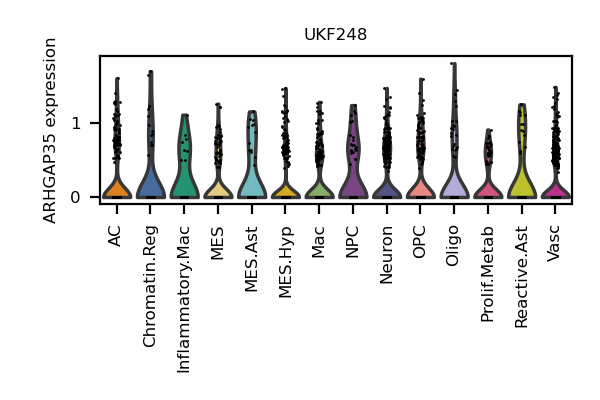 UKF248
ARHGAP35 expression
1
0
AC
Chromatin.Reg
Inflammatory.Mac
MES
MES.Ast
MES.Hyp
Mac
NPC
Neuron
OPC
Oligo
Prolif.Metab
Reactive.Ast
Vasc